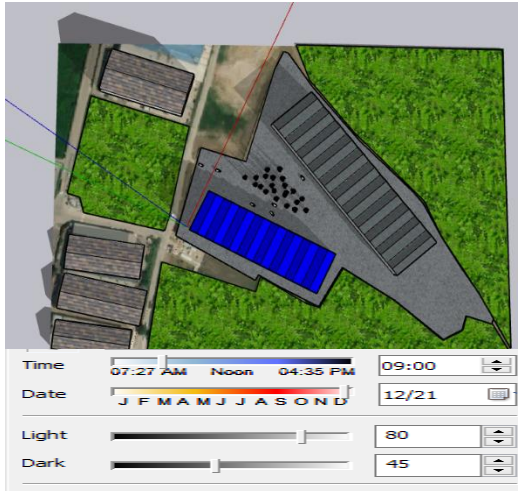 Time 07:27 AM Noon 04:35 PM 09:00
Date J F M A M J J A S O N D 12/21
Light 80
Dark 45